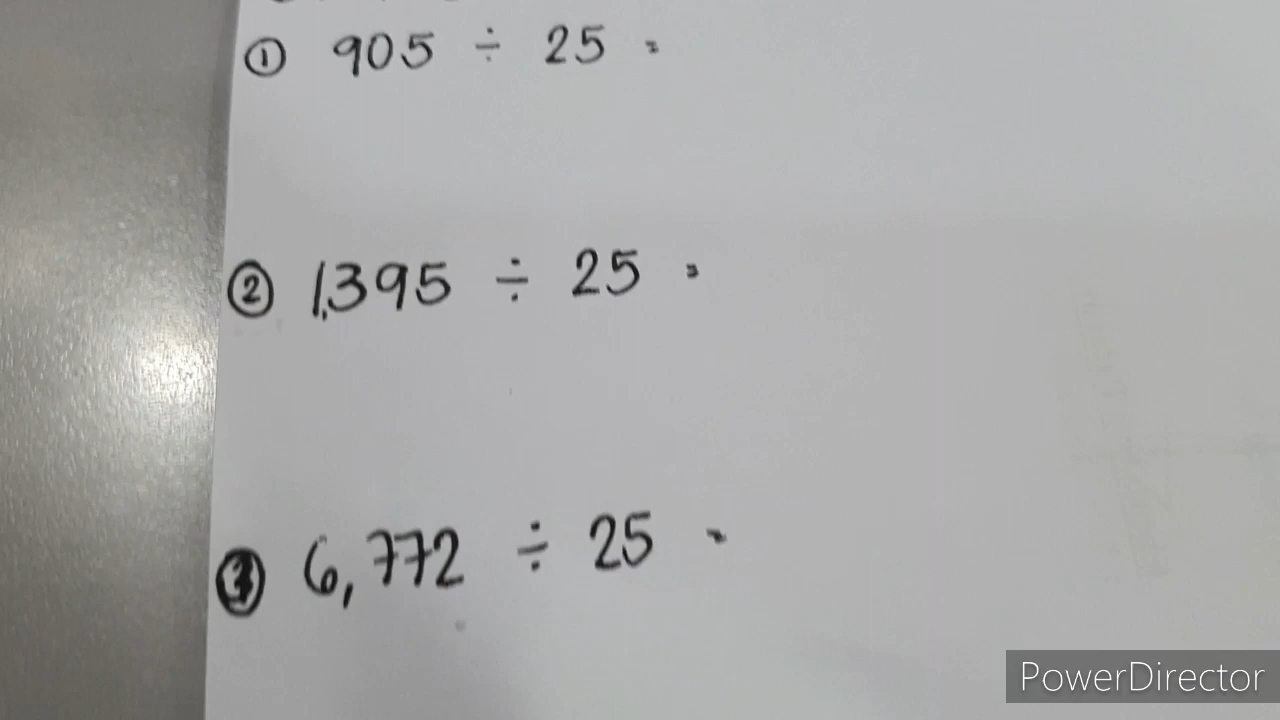 ① 905 ÷ 25 =
② 1,395 ÷ 25 =
③ 6,772 ÷ 25 =
PowerDirector